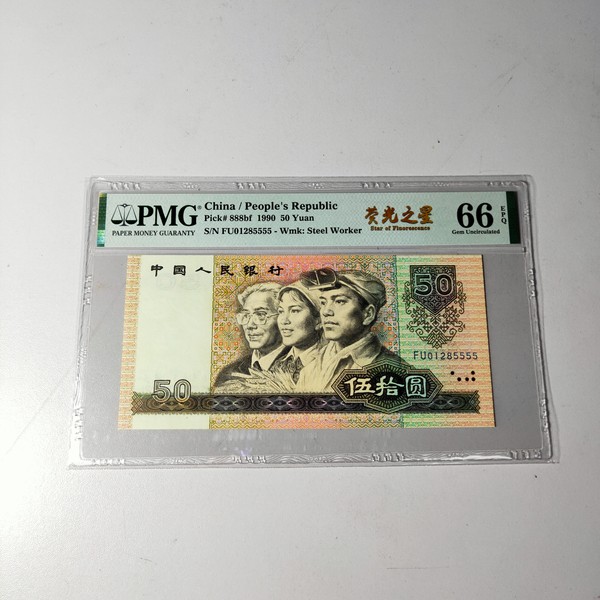 PMG®
PAPER MONEY GUARANTY
China / People's Republic
Pick# 888bf 1990 50 Yuan
S/N FU01285555 - Wmk: Steel Worker
荧光之星
Star of Fluorescence
66 EPQ
Gem Uncirculated
中国人民银行
50
FU01285555
50
伍拾圆